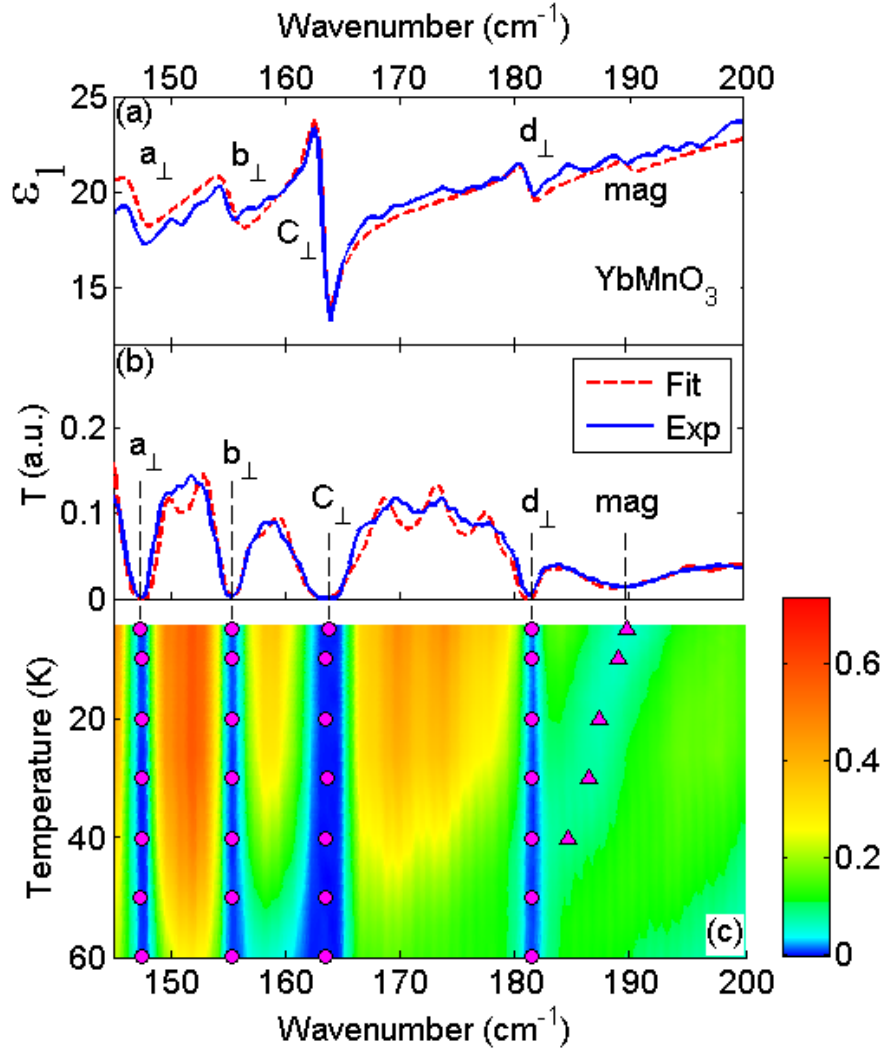 Wavenumber (cm⁻¹)
150 160 170 180 190 200
25
20
15
ε₁
(a)
a⊥
b⊥
C⊥
d⊥
mag
YbMnO₃
(b)
Fit
Exp
0.2
0.1
0
T (a.u.)
a⊥
b⊥
C⊥
d⊥
mag
20
40
60
Temperature (K)
(c)
0.6
0.4
0.2
0
150 160 170 180 190 200
Wavenumber (cm⁻¹)